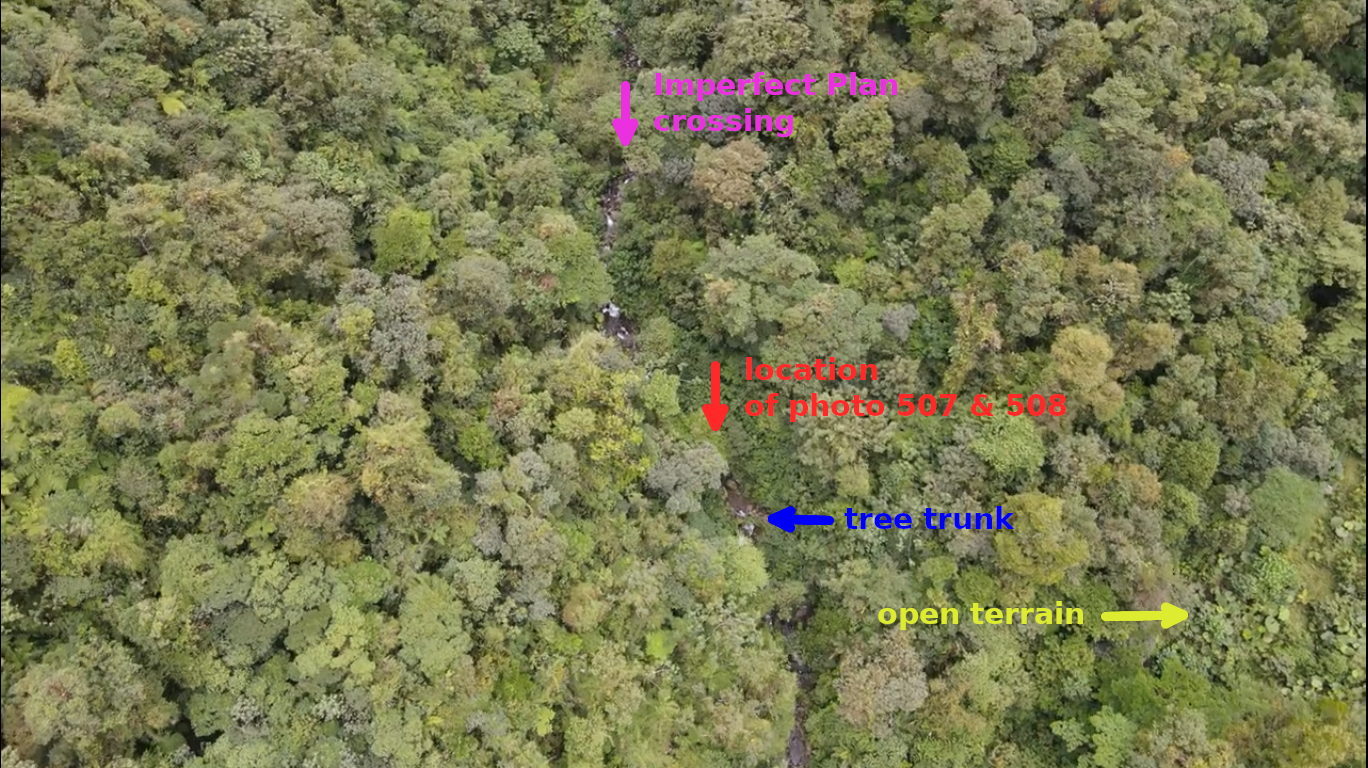 Imperfect Plan
crossing
location
of photo 507 & 508
tree trunk
open terrain